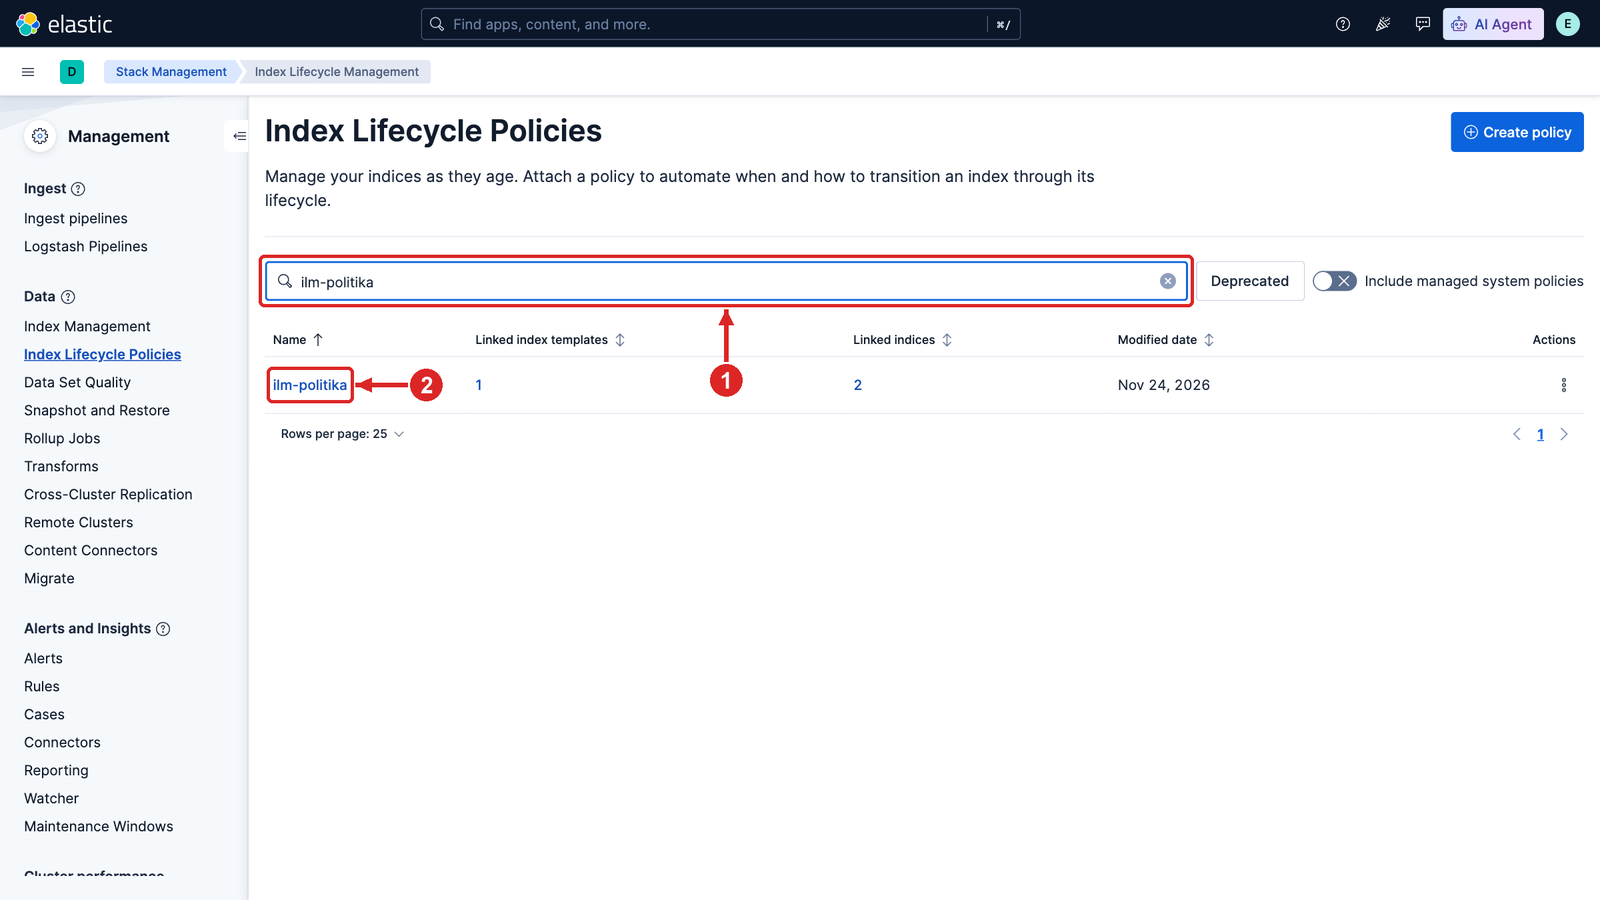 elastic
Find apps, content, and more.
⌘/
AI Agent
E
D
Stack Management
Index Lifecycle Management
Management
Ingest
Ingest pipelines
Logstash Pipelines
Data
Index Management
Index Lifecycle Policies
Data Set Quality
Snapshot and Restore
Rollup Jobs
Transforms
Cross-Cluster Replication
Remote Clusters
Content Connectors
Migrate
Alerts and Insights
Alerts
Rules
Cases
Connectors
Reporting
Watcher
Maintenance Windows
Cluster performance
Index Lifecycle Policies
Create policy
Manage your indices as they age. Attach a policy to automate when and how to transition an index through its
lifecycle.
ilm-politika
Deprecated
Include managed system policies
Name
Linked index templates
Linked indices
Modified date
Actions
ilm-politika
2
1
1
2
Nov 24, 2026
Rows per page: 25
1